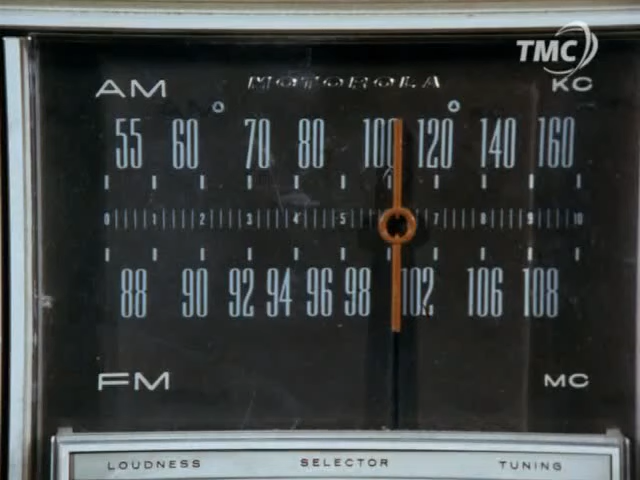 TMC
AM MOTOROLA KC
55 60 70 80 100 120 140 160
0 1 2 3 4 5 7 8 9 10
88 90 92 94 96 98 102 106 108
FM MC
LOUDNESS SELECTOR TUNING